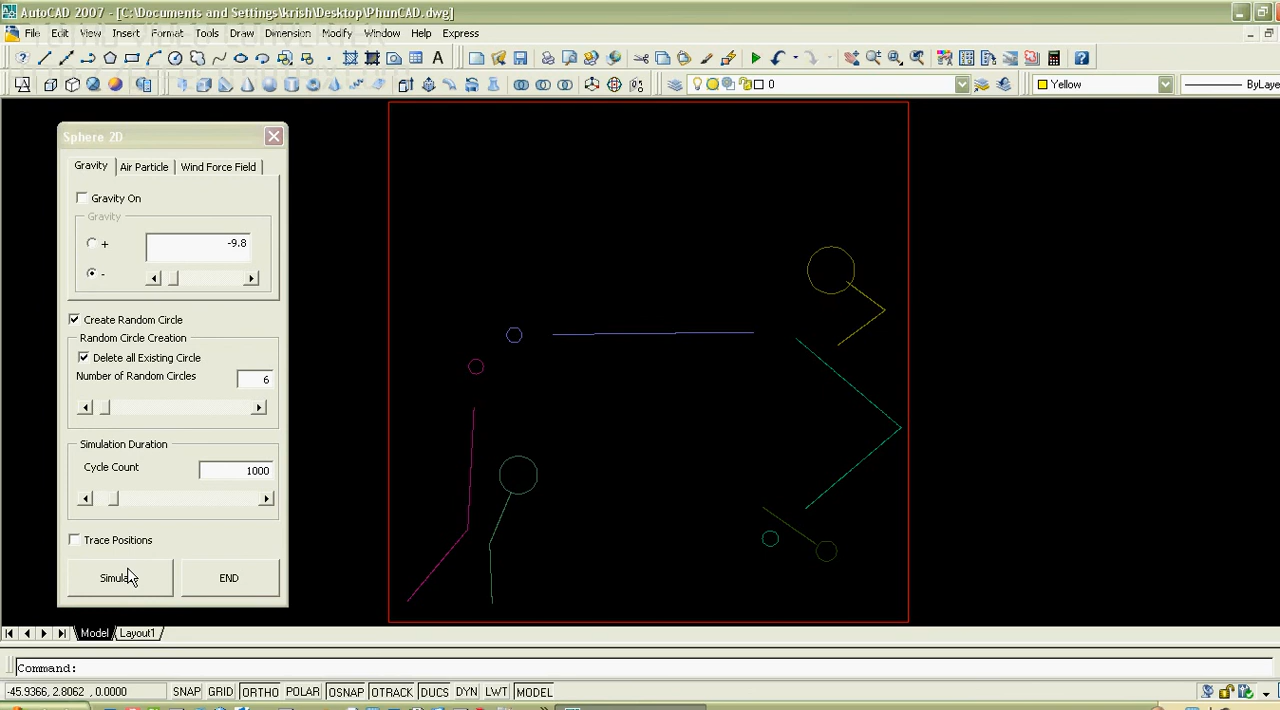 AutoCAD 2007 - [C:\Documents and Settings\krish\Desktop\PhunCAD.dwg]
File Edit View Insert Format Tools Draw Dimension Modify Window Help Express
A
0
Yellow
ByLaye
Sphere 2D
Gravity Air Particle Wind Force Field
Gravity On
Gravity
+
-9.8
-
Create Random Circle
Random Circle Creation
Delete all Existing Circle
Number of Random Circles
6
Simulation Duration
Cycle Count
1000
Trace Positions
END
Model Layout1
Command:
-45.9366, 2.8062 , 0.0000
SNAP GRID ORTHO POLAR OSNAP OTRACK DUCS DYN LWT MODEL